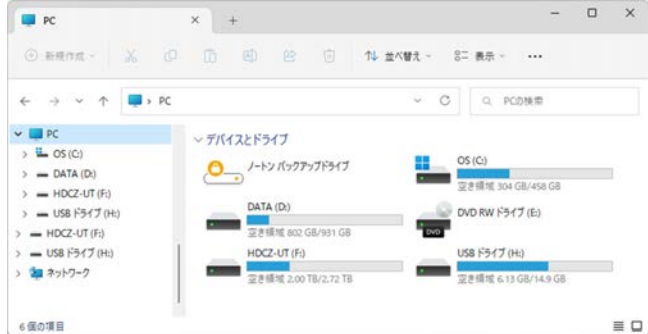 PC
新規作成
並べ替え
表示
PC
PCの検索
PC
OS (C:)
DATA (D:)
HDCZ-UT (F:)
USB ドライブ (H:)
HDCZ-UT (F:)
USB ドライブ (H:)
ネットワーク
デバイスとドライブ
ノートン バックアップドライブ
OS (C:)
空き領域 304 GB/458 GB
DATA (D:)
空き領域 802 GB/931 GB
DVD RW ドライブ (E:)
DVD
HDCZ-UT (F:)
空き領域 2.00 TB/2.72 TB
USB ドライブ (H:)
空き領域 6.13 GB/14.9 GB
6 個の項目